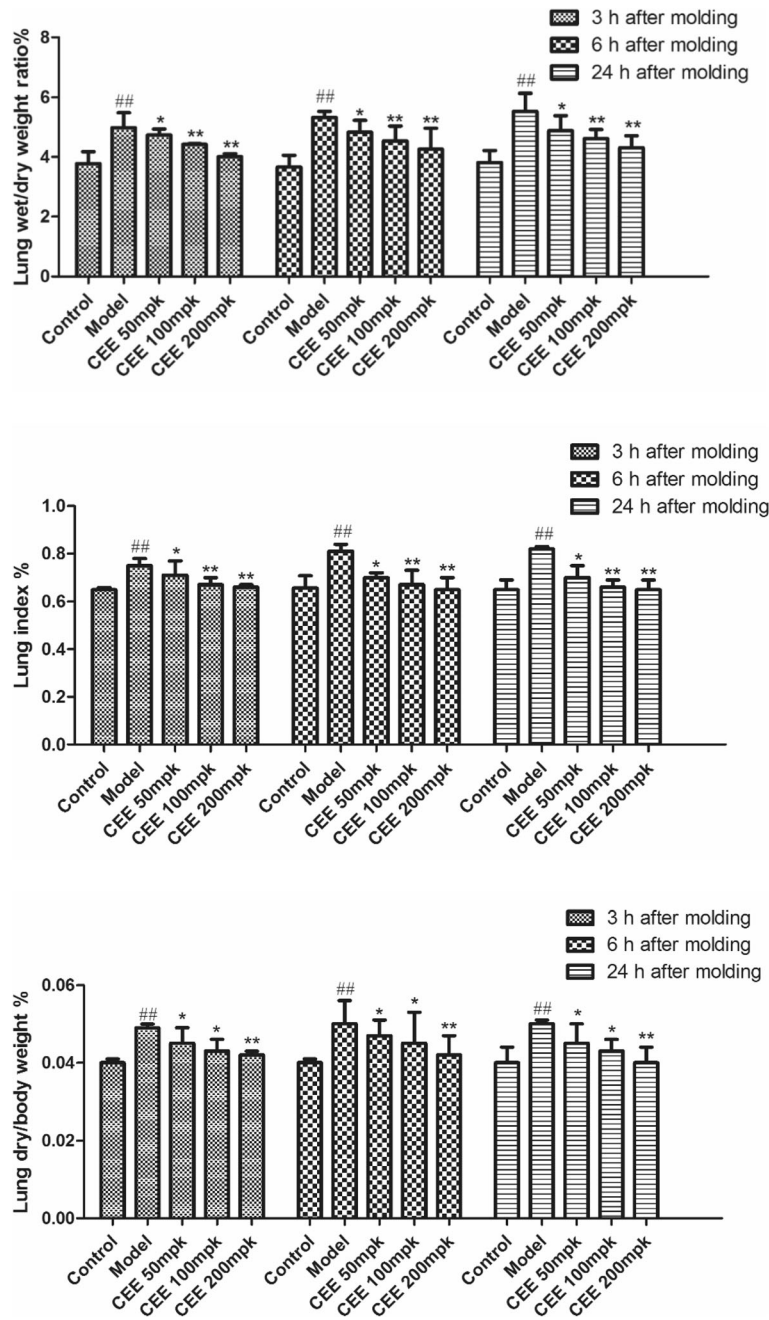 3 h after molding
6 h after molding
24 h after molding
Lung wet/dry weight ratio%
8
6
4
2
0
## * ** **
## * ** **
## * ** **
Control Model CEE 50mpk CEE 100mpk CEE 200mpk
Control Model CEE 50mpk CEE 100mpk CEE 200mpk
Control Model CEE 50mpk CEE 100mpk CEE 200mpk
3 h after molding
6 h after molding
24 h after molding
Lung index %
1.0
0.8
0.6
0.4
0.2
0.0
## * ** **
## * ** **
## * ** **
Control Model CEE 50mpk CEE 100mpk CEE 200mpk
Control Model CEE 50mpk CEE 100mpk CEE 200mpk
Control Model CEE 50mpk CEE 100mpk CEE 200mpk
3 h after molding
6 h after molding
24 h after molding
Lung dry/body weight %
0.06
0.04
0.02
0.00
## * * **
## * * **
## * * **
Control Model CEE 50mpk CEE 100mpk CEE 200mpk
Control Model CEE 50mpk CEE 100mpk CEE 200mpk
Control Model CEE 50mpk CEE 100mpk CEE 200mpk